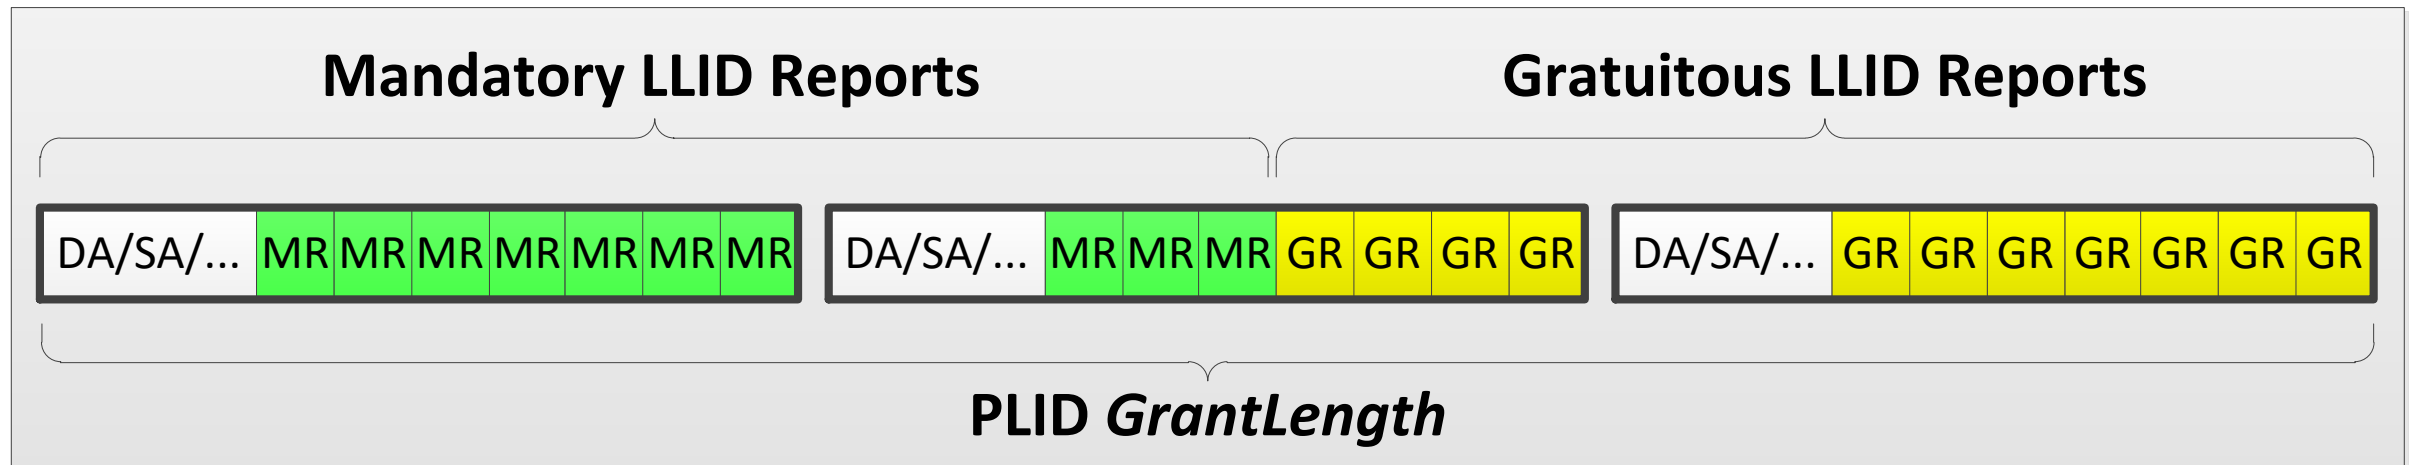 Mandatory LLID Reports Gratuitous LLID Reports
DA/SA/... MR MR MR MR MR MR MR DA/SA/... MR MR MR GR GR GR GR DA/SA/... GR GR GR GR GR GR GR
PLID GrantLength